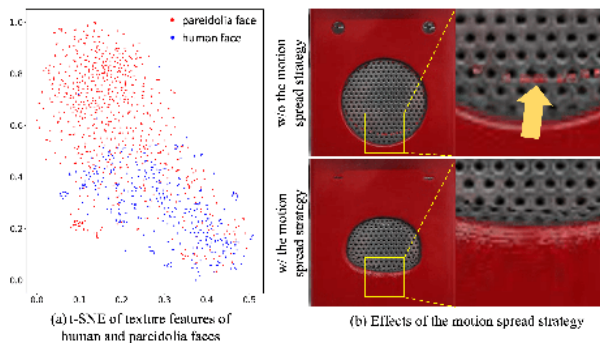 1.0
0.8
0.6
0.4
0.2
0.0
pareidolia face
human face
0.0 0.1 0.2 0.3 0.4 0.5
(a) t-SNE of texture features of
human and pareidolia faces
w/o the motion
spread strategy
w/ the motion
spread strategy
(b) Effects of the motion spread strategy